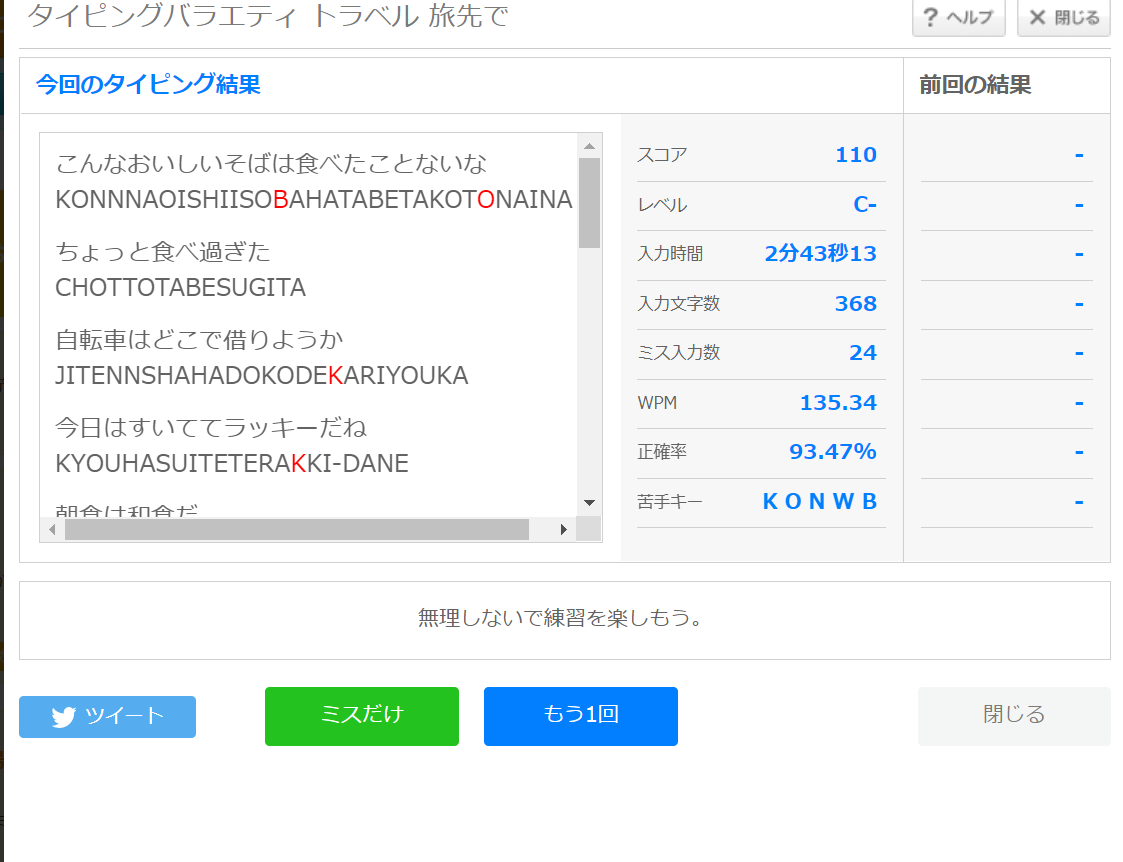 タイピングバラエティ トラベル 旅先で
? ヘルプ
× 閉じる
今回のタイピング結果
前回の結果
こんなおいしいそばは食べたことないな
KONNNAOISHIISOBAHATABETAKOTONAINA
ちょっと食べ過ぎた
CHOTTOTABESUGITA
自転車はどこで借りようか
JITENNSHAHADOKODEKARIYOUKA
今日はすいててラッキーだね
KYOUHASUITETERAKKI-DANE
朝食は和食だ
スコア 110 -
レベル C- -
入力時間 2分43秒13 -
入力文字数 368 -
ミス入力数 24 -
WPM 135.34 -
正確率 93.47% -
苦手キー K O N W B -
無理しないで練習を楽しもう。
ツイート
ミスだけ
もう1回
閉じる